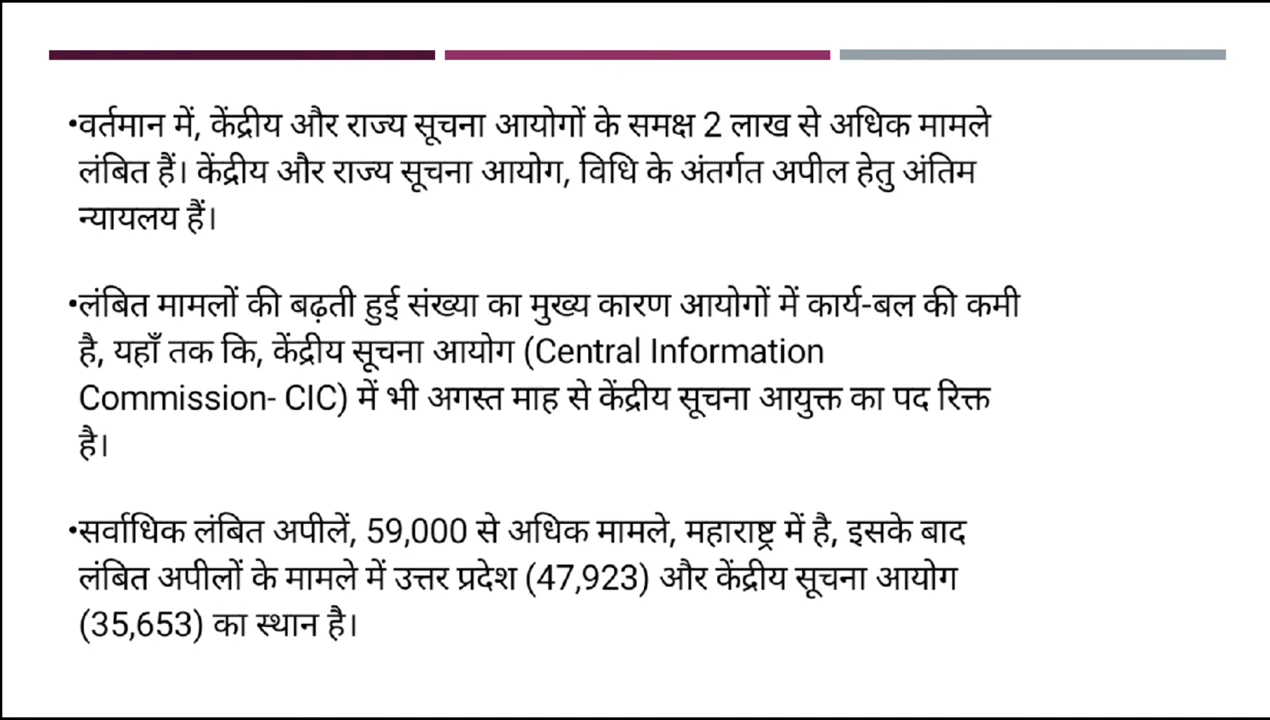 •वर्तमान में, केंद्रीय और राज्य सूचना आयोगों के समक्ष 2 लाख से अधिक मामले
लंबित हैं। केंद्रीय और राज्य सूचना आयोग, विधि के अंतर्गत अपील हेतु अंतिम
न्यायलय हैं।
•लंबित मामलों की बढ़ती हुई संख्या का मुख्य कारण आयोगों में कार्य-बल की कमी
है, यहाँ तक कि, केंद्रीय सूचना आयोग (Central Information
Commission- CIC) में भी अगस्त माह से केंद्रीय सूचना आयुक्त का पद रिक्त
है।
•सर्वाधिक लंबित अपीलें, 59,000 से अधिक मामले, महाराष्ट्र में है, इसके बाद
लंबित अपीलों के मामले में उत्तर प्रदेश (47,923) और केंद्रीय सूचना आयोग
(35,653) का स्थान है।